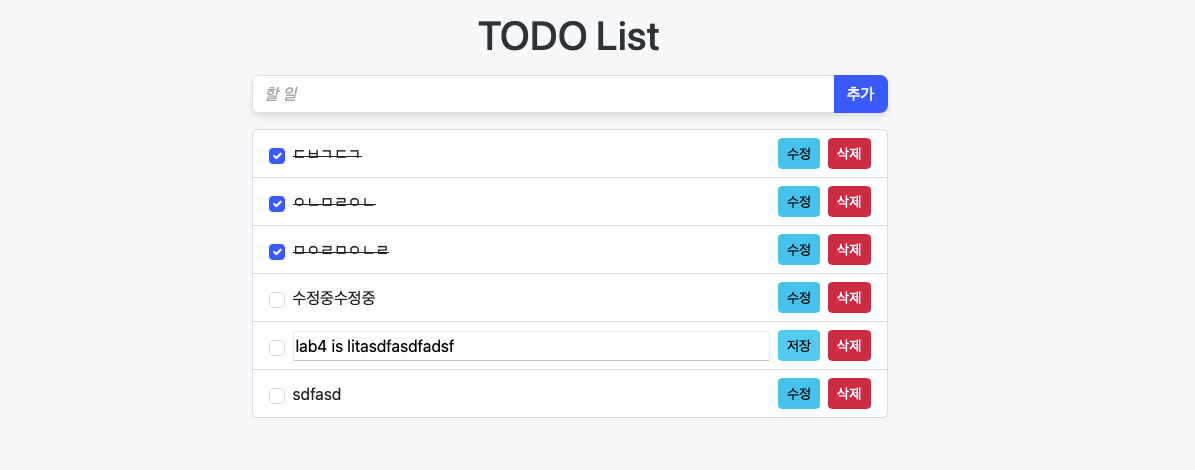 TODO List
할 일 추가
ㄷㅂㄱㄷㄱ 수정 삭제
ㅇㄴㅁㄹㅇㄴ 수정 삭제
ㅁㅇㄹㅁㅇㄴㄹ 수정 삭제
수정중수정중 수정 삭제
lab4 is litasdfasdfadsf 저장 삭제
sdfasd 수정 삭제